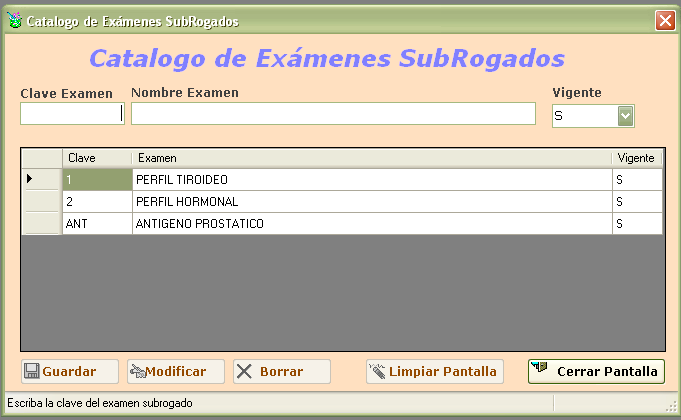 Catalogo de Exámenes SubRogados
Catalogo de Exámenes SubRogados
Clave Examen Nombre Examen Vigente
S
Clave Examen Vigente
1 PERFIL TIROIDEO S
2 PERFIL HORMONAL S
ANT ANTIGENO PROSTATICO S
Guardar Modificar Borrar Limpiar Pantalla Cerrar Pantalla
Escriba la clave del examen subrogado